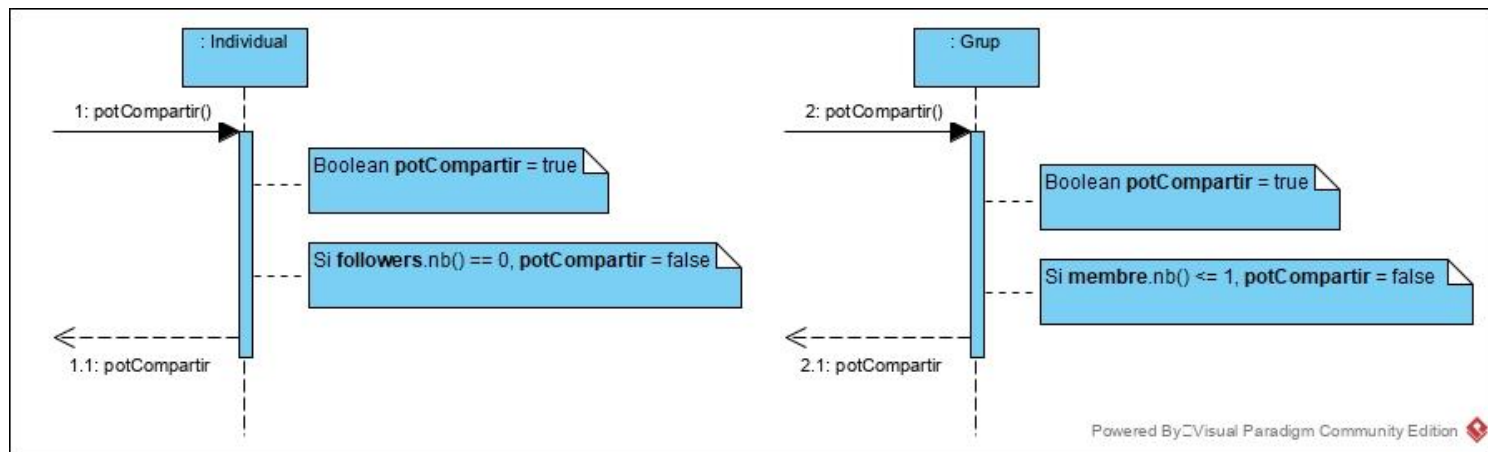 : Individual
1: potCompartir()
Boolean potCompartir = true
Si followers.nb() == 0, potCompartir = false
1.1: potCompartir
: Grup
2: potCompartir()
Boolean potCompartir = true
Si membre.nb() <= 1, potCompartir = false
2.1: potCompartir
Powered By Visual Paradigm Community Edition